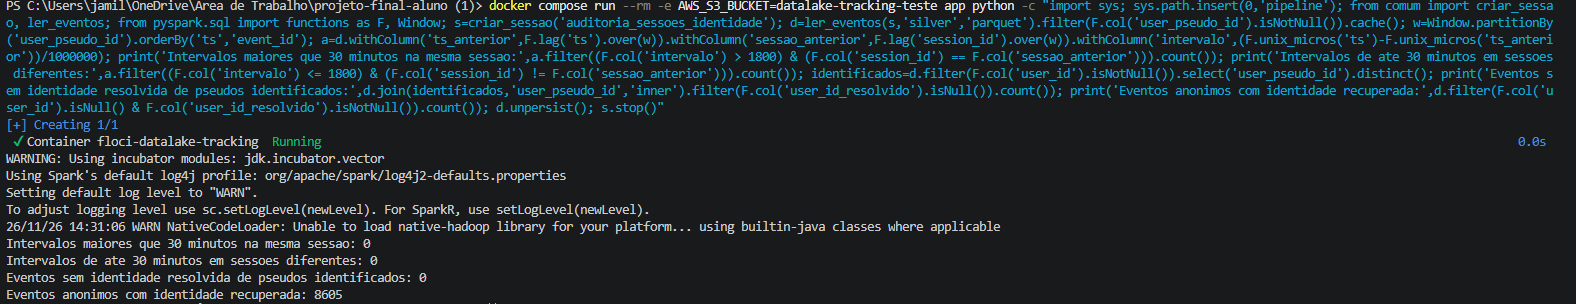 PS C:\Users\jamil\OneDrive\Área de Trabalho\projeto-final-aluno (1)> docker compose run --rm -e AWS_S3_BUCKET=datalake-tracking-teste app python -c "import sys; sys.path.insert(0,'pipeline'); from comum import criar_sessa
o, ler_eventos; from pyspark.sql import functions as F, Window; s=criar_sessao('auditoria_sessoes_identidade'); d=ler_eventos(s,'silver','parquet').filter(F.col('user_pseudo_id').isNotNull()).cache(); w=Window.partitionBy
('user_pseudo_id').orderBy('ts','event_id'); a=d.withColumn('ts_anterior',F.lag('ts').over(w)).withColumn('sessao_anterior',F.lag('session_id').over(w)).withColumn('intervalo',(F.unix_micros('ts')-F.unix_micros('ts_anter
ior'))/1000000); print('Intervalos maiores que 30 minutos na mesma sessao:',a.filter((F.col('intervalo') > 1800) & (F.col('session_id') == F.col('sessao_anterior'))).count()); print('Intervalos de ate 30 minutos em sessoes
 diferentes:',a.filter((F.col('intervalo') <= 1800) & (F.col('session_id') != F.col('sessao_anterior'))).count()); identificados=d.filter(F.col('user_id').isNotNull()).select('user_pseudo_id').distinct(); print('Eventos s
em identidade resolvida de pseudos identificados:',d.join(identificados,'user_pseudo_id','inner').filter(F.col('user_id_resolvido').isNull()).count()); print('Eventos anonimos com identidade recuperada:',d.filter(F.col('u
ser_id').isNull() & F.col('user_id_resolvido').isNotNull()).count()); d.unpersist(); s.stop()"
[+] Creating 1/1
✔ Container floci-datalake-tracking  Running 0.0s
WARNING: Using incubator modules: jdk.incubator.vector
Using Spark's default log4j profile: org/apache/spark/log4j2-defaults.properties
Setting default log level to "WARN".
To adjust logging level use sc.setLogLevel(newLevel). For SparkR, use setLogLevel(newLevel).
26/11/26 14:31:06 WARN NativeCodeLoader: Unable to load native-hadoop library for your platform... using builtin-java classes where applicable
Intervalos maiores que 30 minutos na mesma sessao: 0
Intervalos de ate 30 minutos em sessoes diferentes: 0
Eventos sem identidade resolvida de pseudos identificados: 0
Eventos anonimos com identidade recuperada: 8605